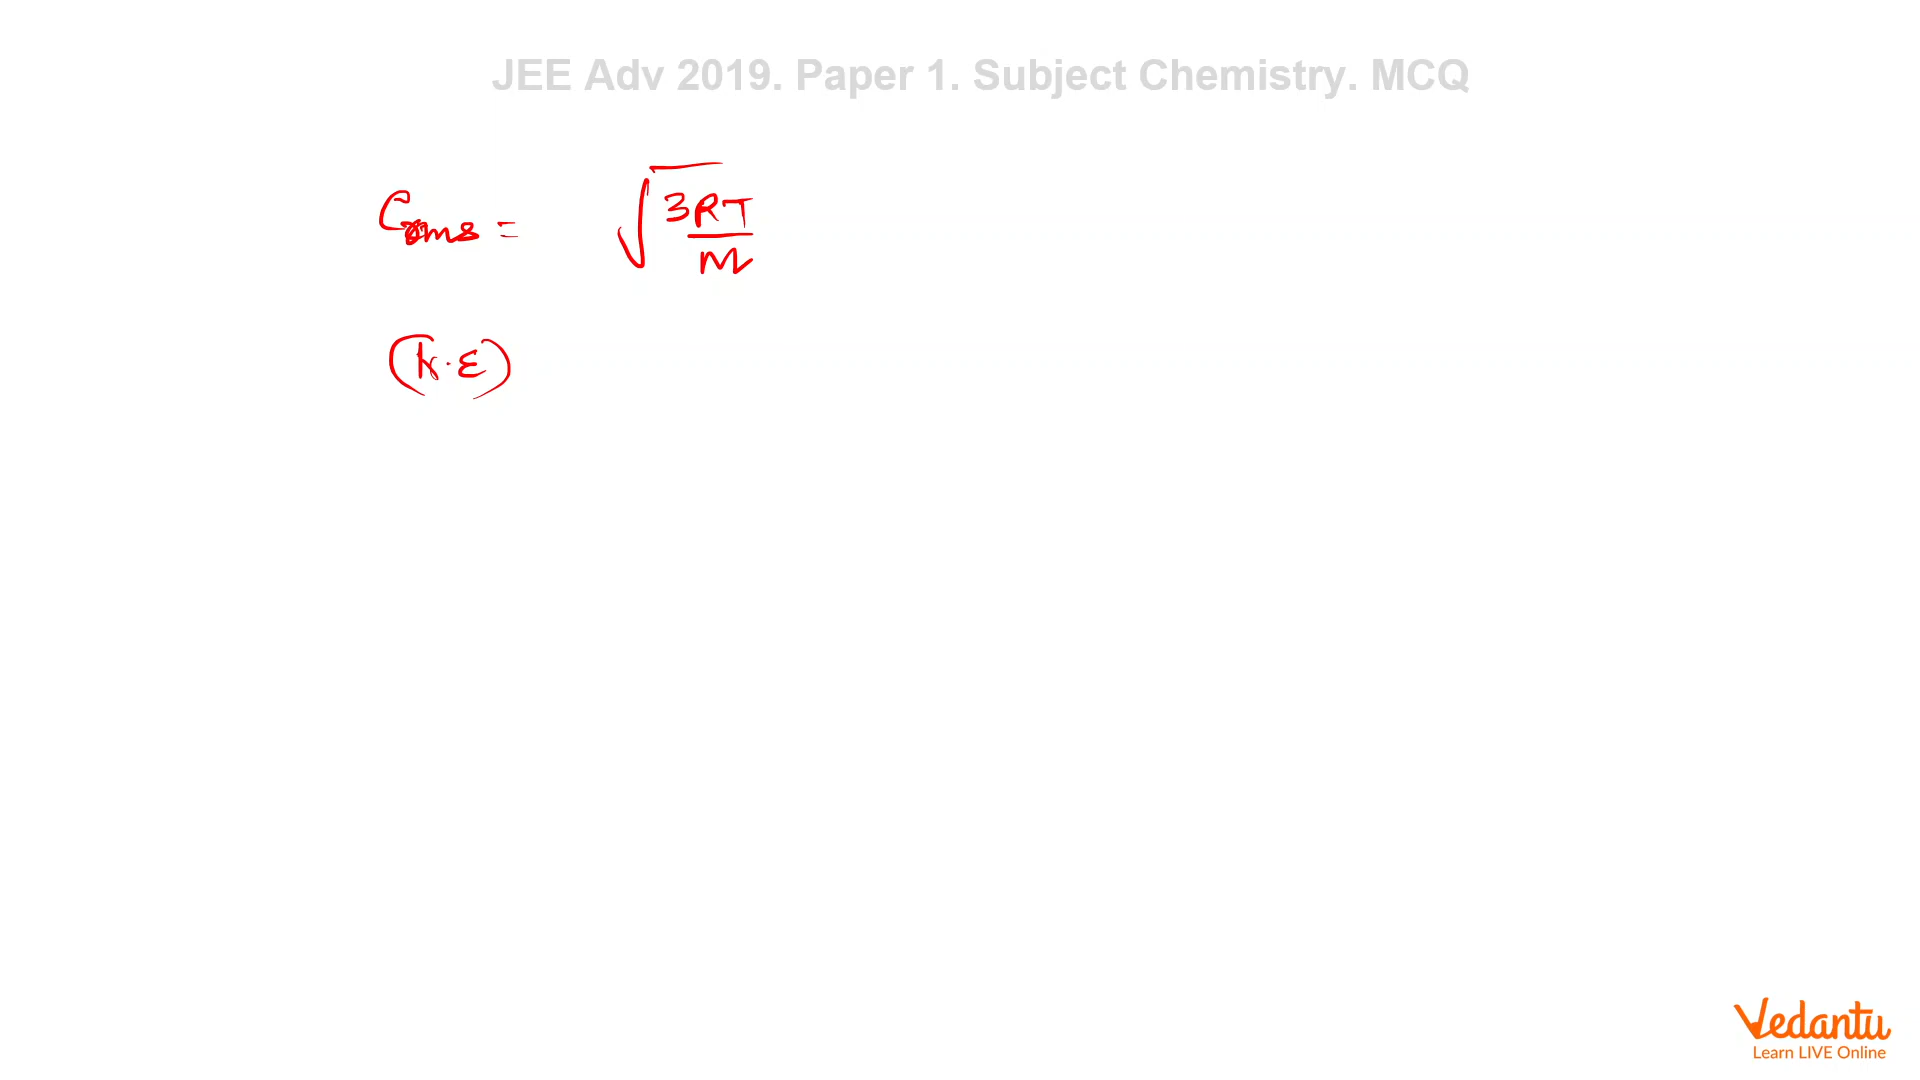 JEE Adv 2019. Paper 1. Subject Chemistry. MCQ
Crms = √(3RT/M)
(K.E)
Vedantu
Learn LIVE Online